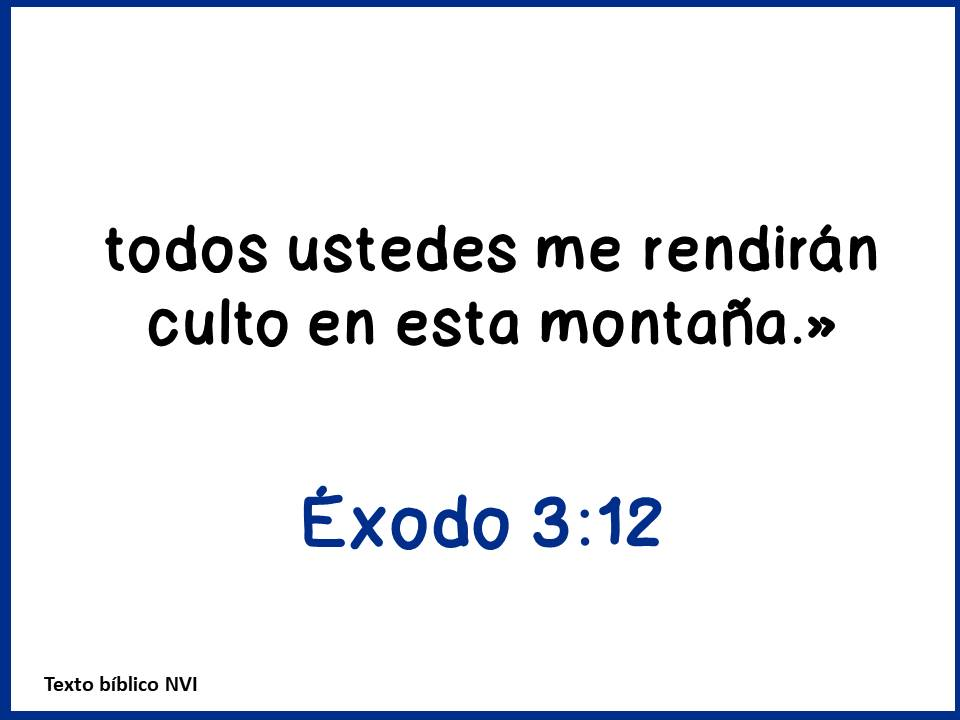 todos ustedes me rendirán
culto en esta montaña.»
Éxodo 3:12
Texto bíblico NVI